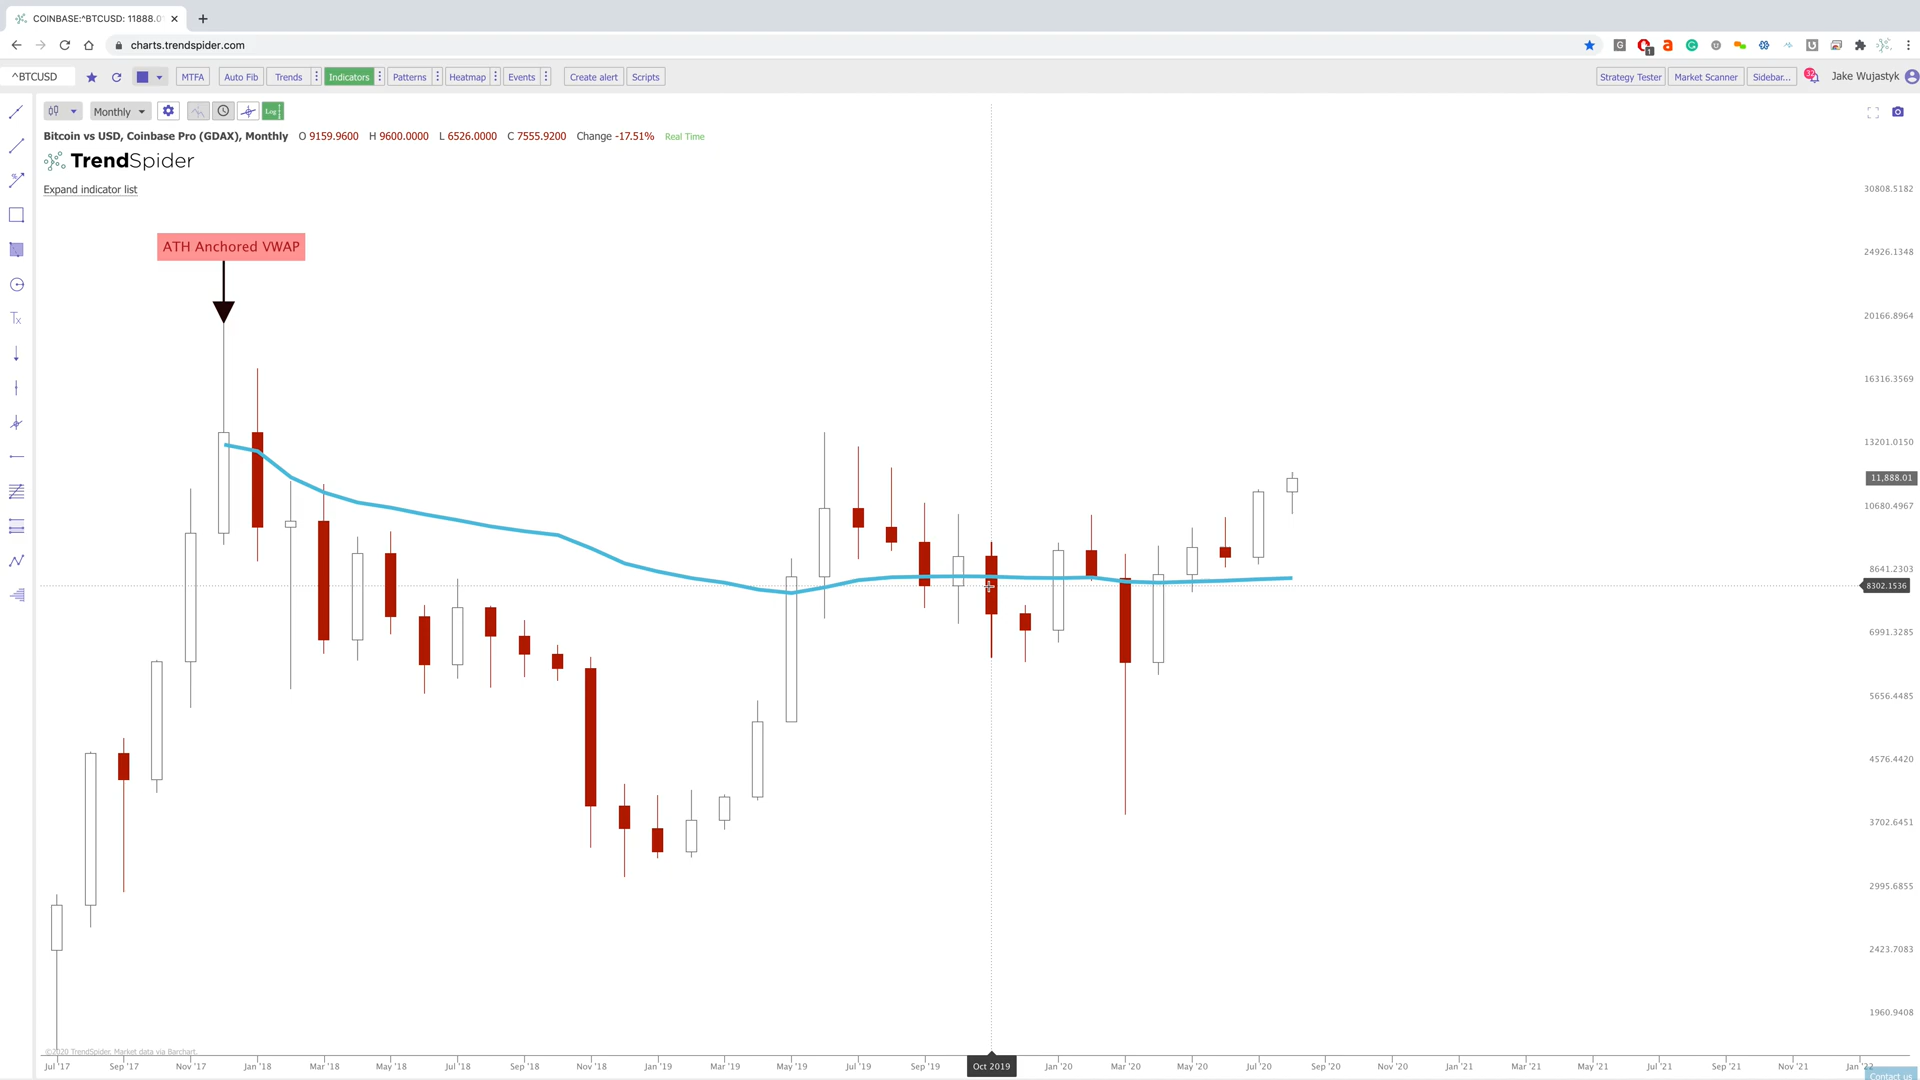 COINBASE:^BTCUSD: 11888.01
charts.trendspider.com
^BTCUSD
MTFA
Auto Fib
Trends
Indicators
Patterns
Heatmap
Events
Create alert
Scripts
Strategy Tester
Market Scanner
Sidebar...
32
Jake Wujastyk
Monthly
Log
Bitcoin vs USD, Coinbase Pro (GDAX), Monthly O 9159.9600 H 9600.0000 L 6526.0000 C 7555.9200 Change -17.51% Real Time
TrendSpider
Expand indicator list
ATH Anchored VWAP
30808.5182
24926.1348
20166.8964
16316.3569
13201.0150
11,888.01
10680.4967
8641.2303
8302.1536
6991.3285
5656.4485
4576.4420
3702.6451
2995.6855
2423.7083
1960.9408
©2020 TrendSpider. Market data via Barchart.
Jul '17 Sep '17 Nov '17 Jan '18 Mar '18 May '18 Jul '18 Sep '18 Nov '18 Jan '19 Mar '19 May '19 Jul '19 Sep '19 Oct 2019 Jan '20 Mar '20 May '20 Jul '20 Sep '20 Nov '20 Jan '21 Mar '21 May '21 Jul '21 Sep '21 Nov '21 Jan '22
Contact us